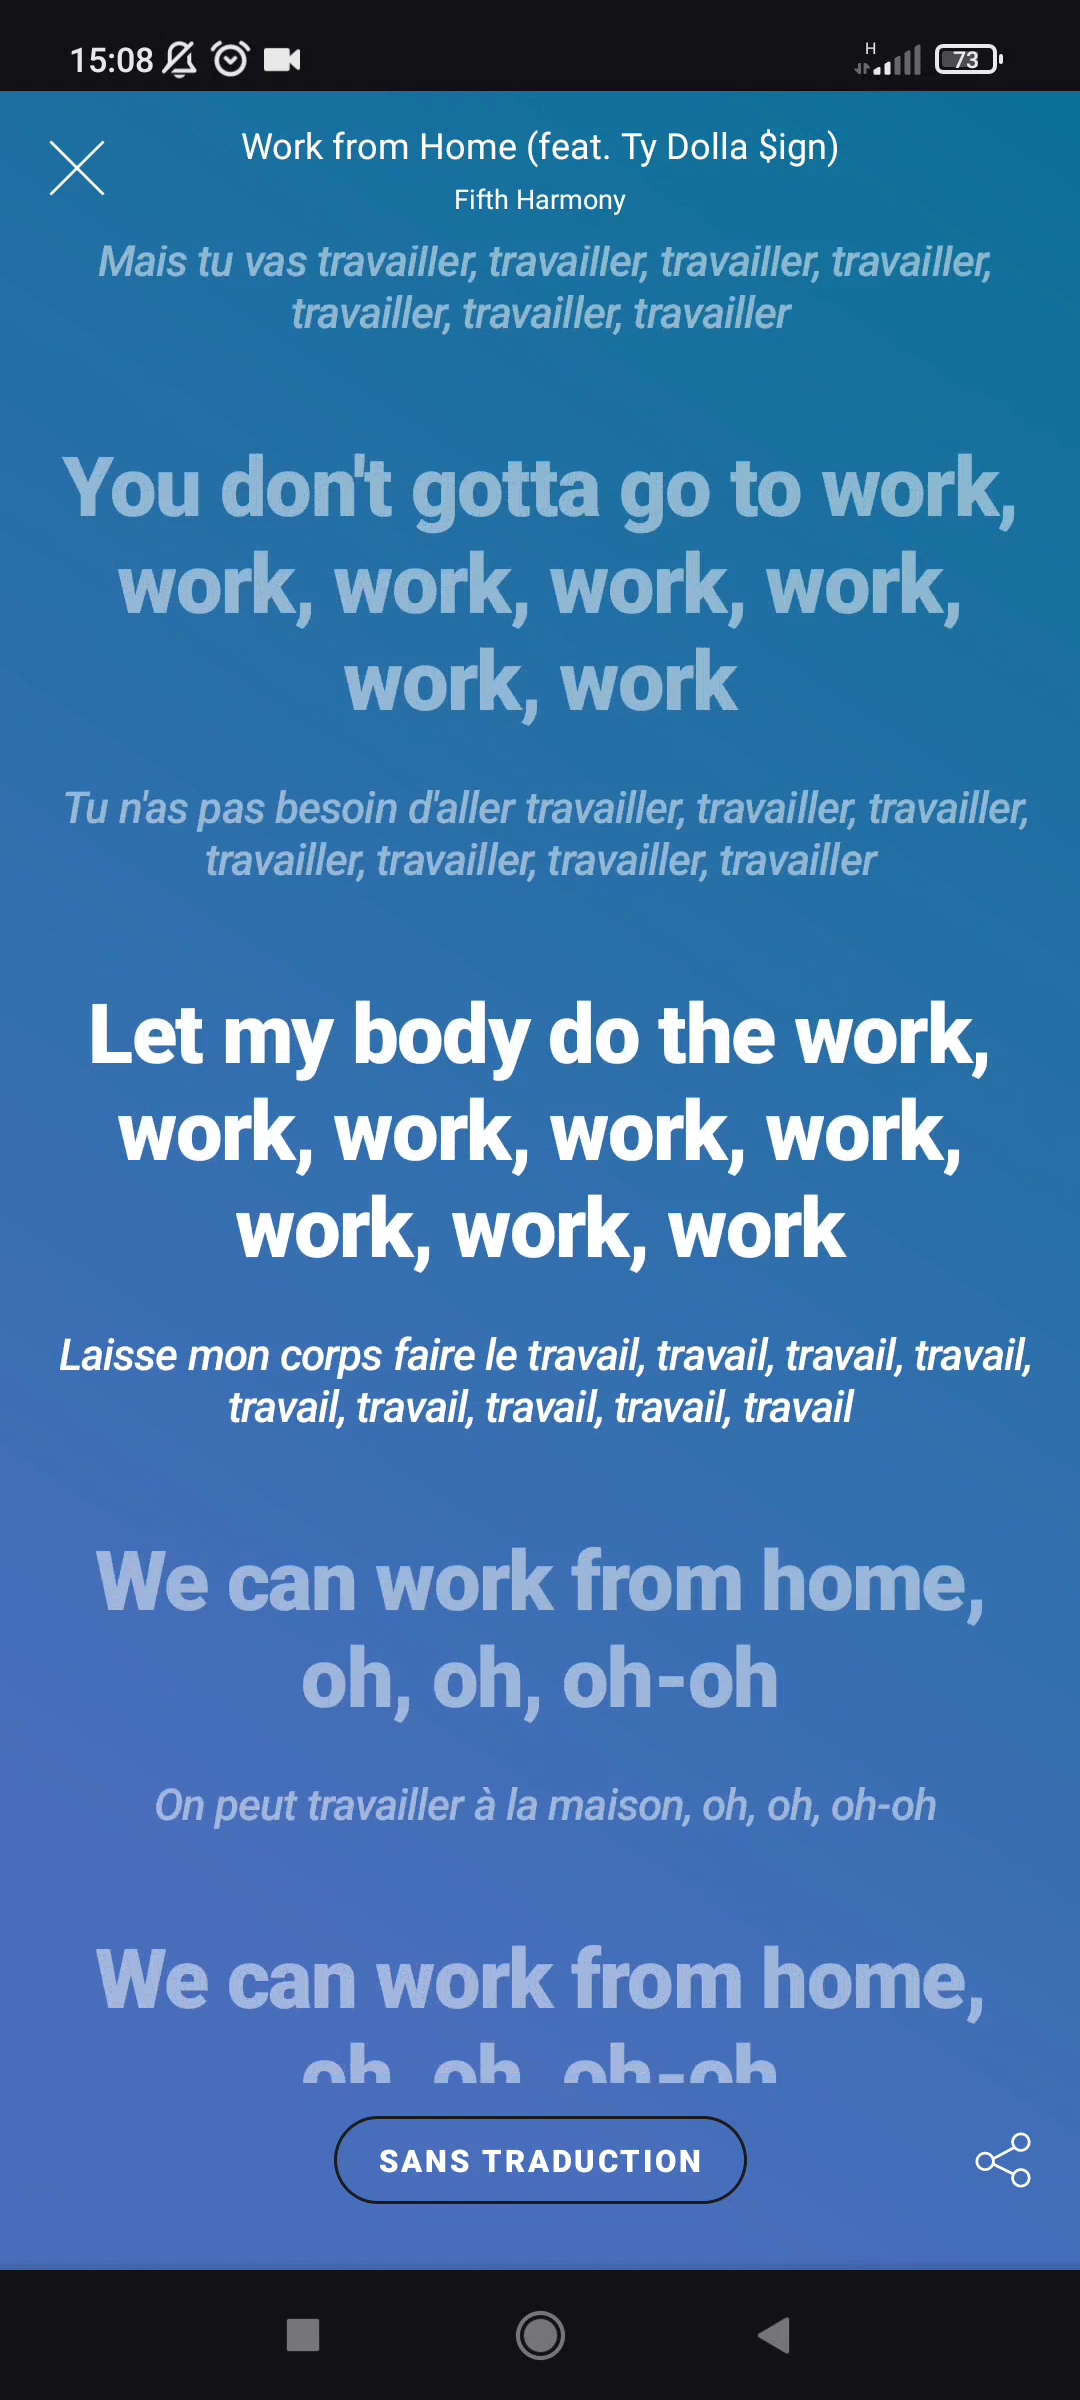 15:08
H
73
Work from Home (feat. Ty Dolla $ign)
Fifth Harmony
Mais tu vas travailler, travailler, travailler, travailler,
travailler, travailler, travailler
You don't gotta go to work,
work, work, work, work,
work, work
Tu n'as pas besoin d'aller travailler, travailler, travailler,
travailler, travailler, travailler, travailler
Let my body do the work,
work, work, work, work,
work, work, work
Laisse mon corps faire le travail, travail, travail, travail,
travail, travail, travail, travail, travail
We can work from home,
oh, oh, oh-oh
On peut travailler à la maison, oh, oh, oh-oh
We can work from home,
oh, oh, oh-oh
SANS TRADUCTION